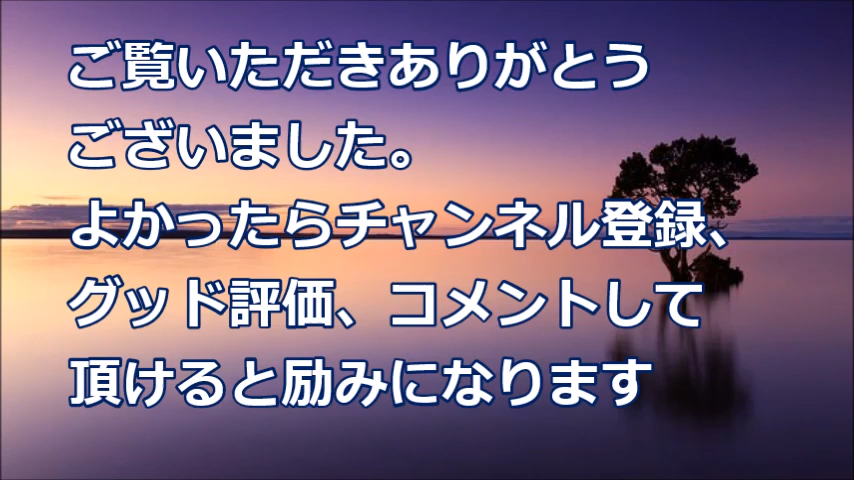 ご覧いただきありがとう
ございました。
よかったらチャンネル登録、
グッド評価、コメントして
頂けると励みになります